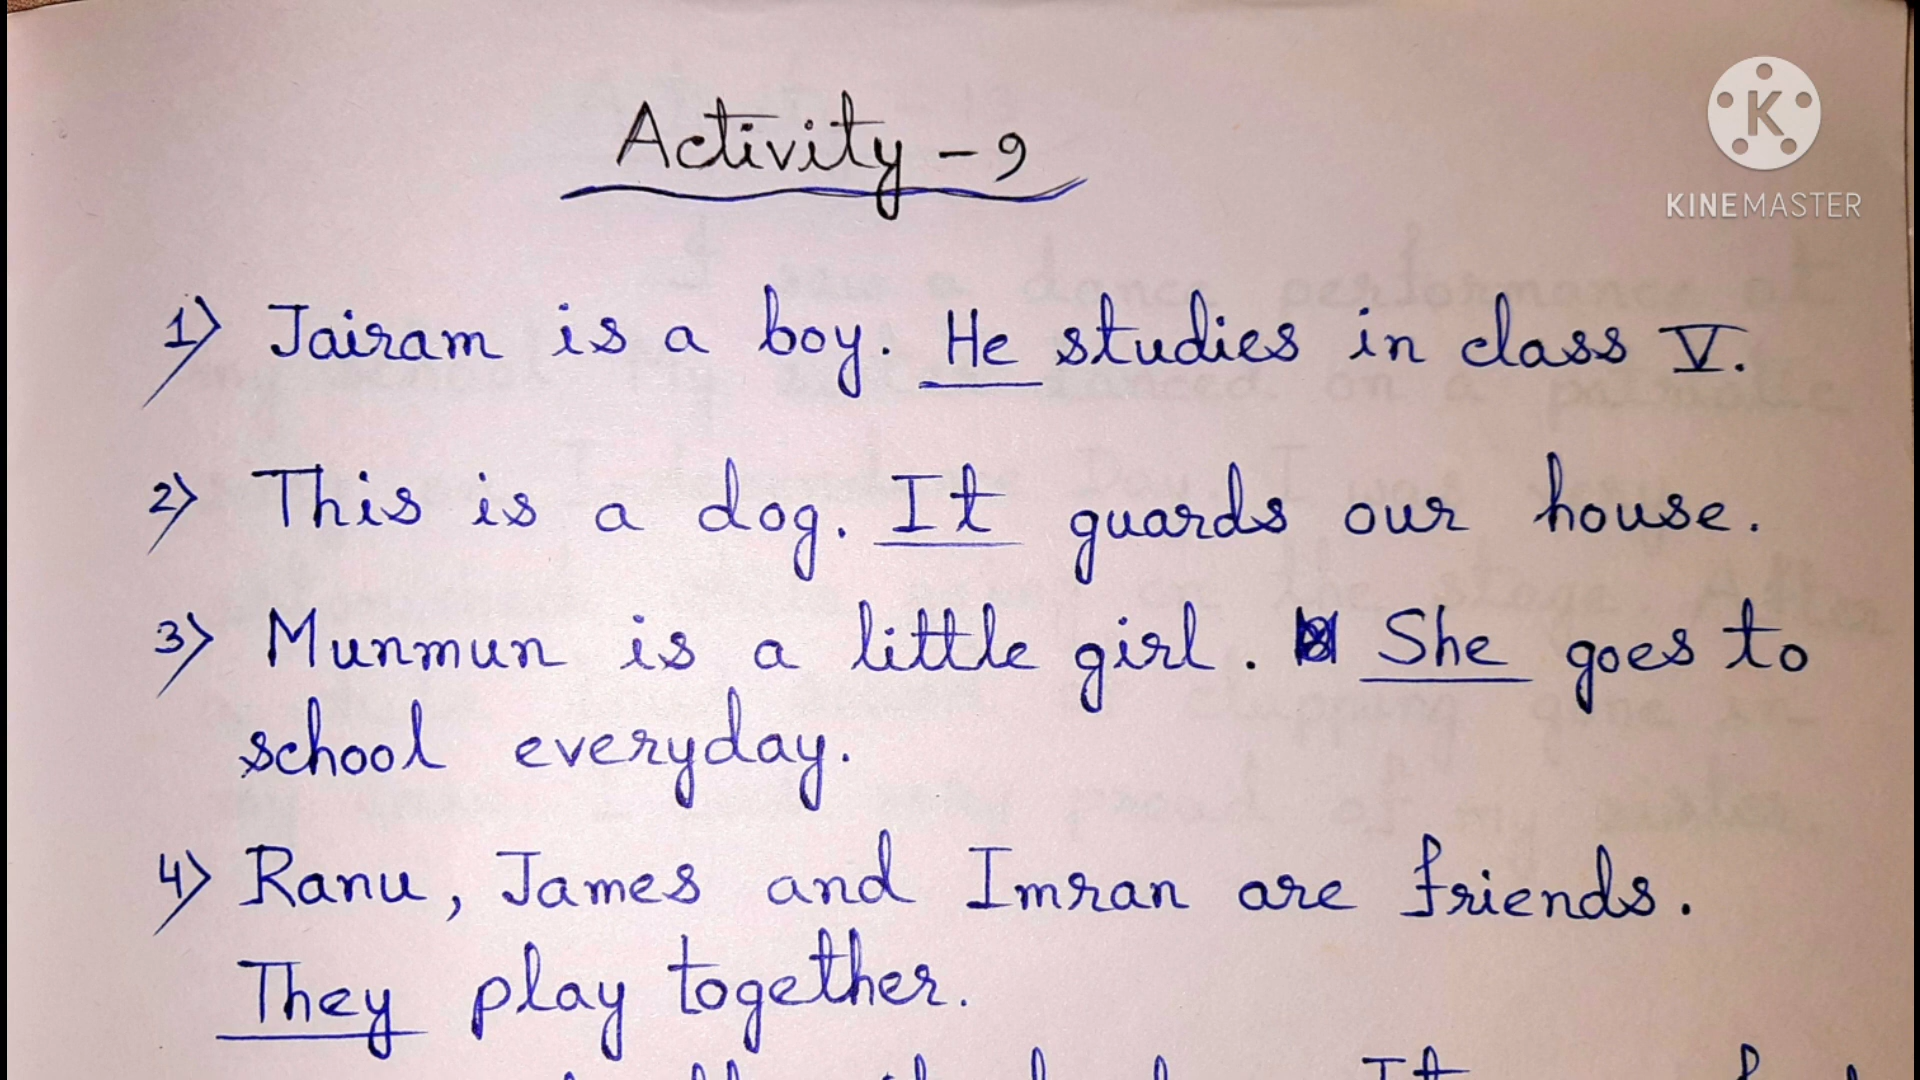 Activity - 9
KINEMASTER
1) Jairam is a boy. He studies in class V.
2) This is a dog. It guards our house.
3) Munmun is a little girl. She goes to
school everyday.
4) Ranu, James and Imran are friends.
They play together.